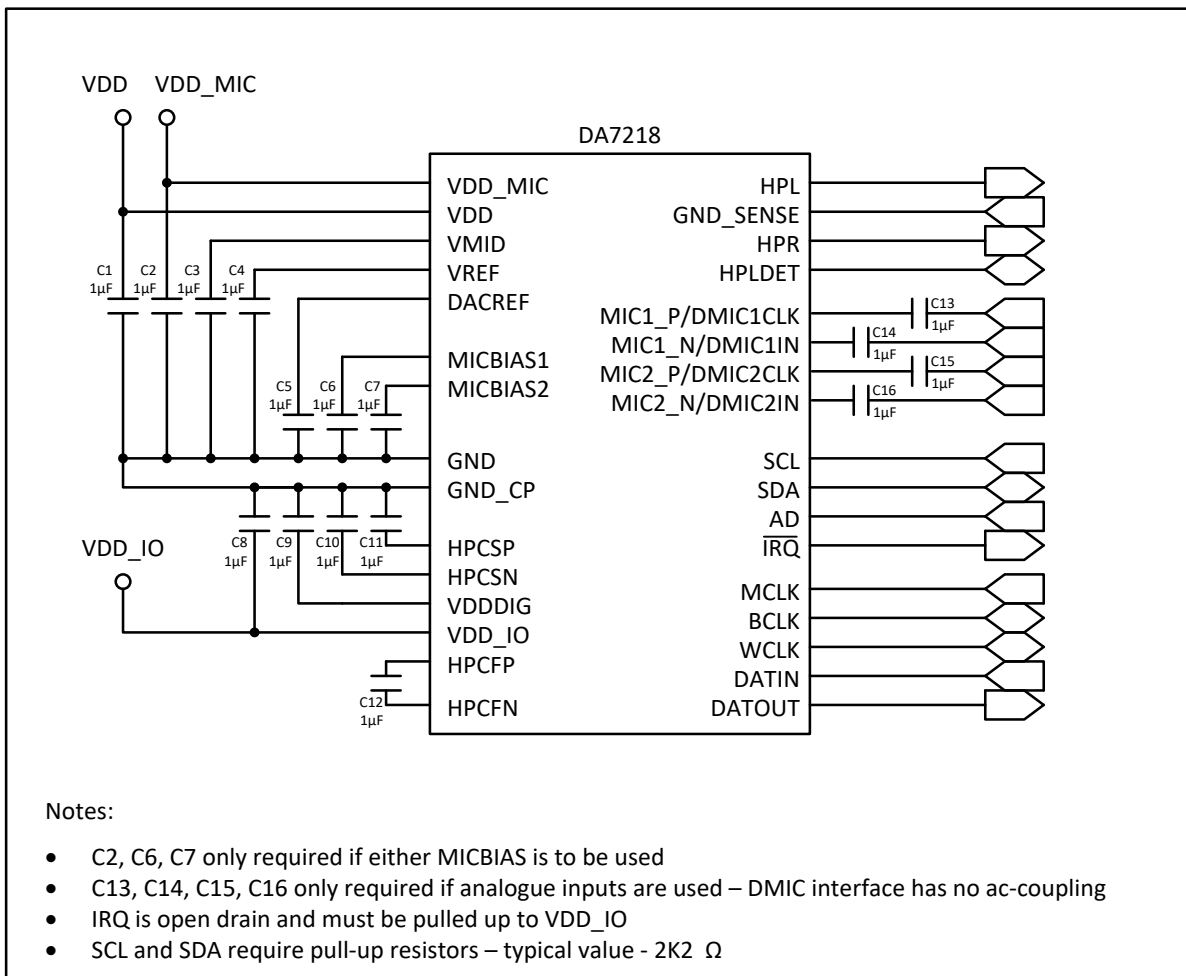 VDD VDD_MIC
DA7218
VDD_MIC
VDD
VMID
VREF
DACREF
MICBIAS1
MICBIAS2
GND
GND_CP
HPCSP
HPCSN
VDDDIG
VDD_IO
HPCFP
HPCFN
HPL
GND_SENSE
HPR
HPLDET
MIC1_P/DMIC1CLK
MIC1_N/DMIC1IN
MIC2_P/DMIC2CLK
MIC2_N/DMIC2IN
SCL
SDA
AD
IRQ
MCLK
BCLK
WCLK
DATIN
DATOUT
C1 C2 C3 C4
1µF 1µF 1µF 1µF
C5 C6 C7
1µF 1µF 1µF
VDD_IO
C8 C9 C10 C11
1µF 1µF 1µF 1µF
C12
1µF
C13
1µF
C14
1µF
C15
1µF
C16
1µF
Notes:
• C2, C6, C7 only required if either MICBIAS is to be used
• C13, C14, C15, C16 only required if analogue inputs are used – DMIC interface has no ac-coupling
• IRQ is open drain and must be pulled up to VDD_IO
• SCL and SDA require pull-up resistors – typical value - 2K2 Ω